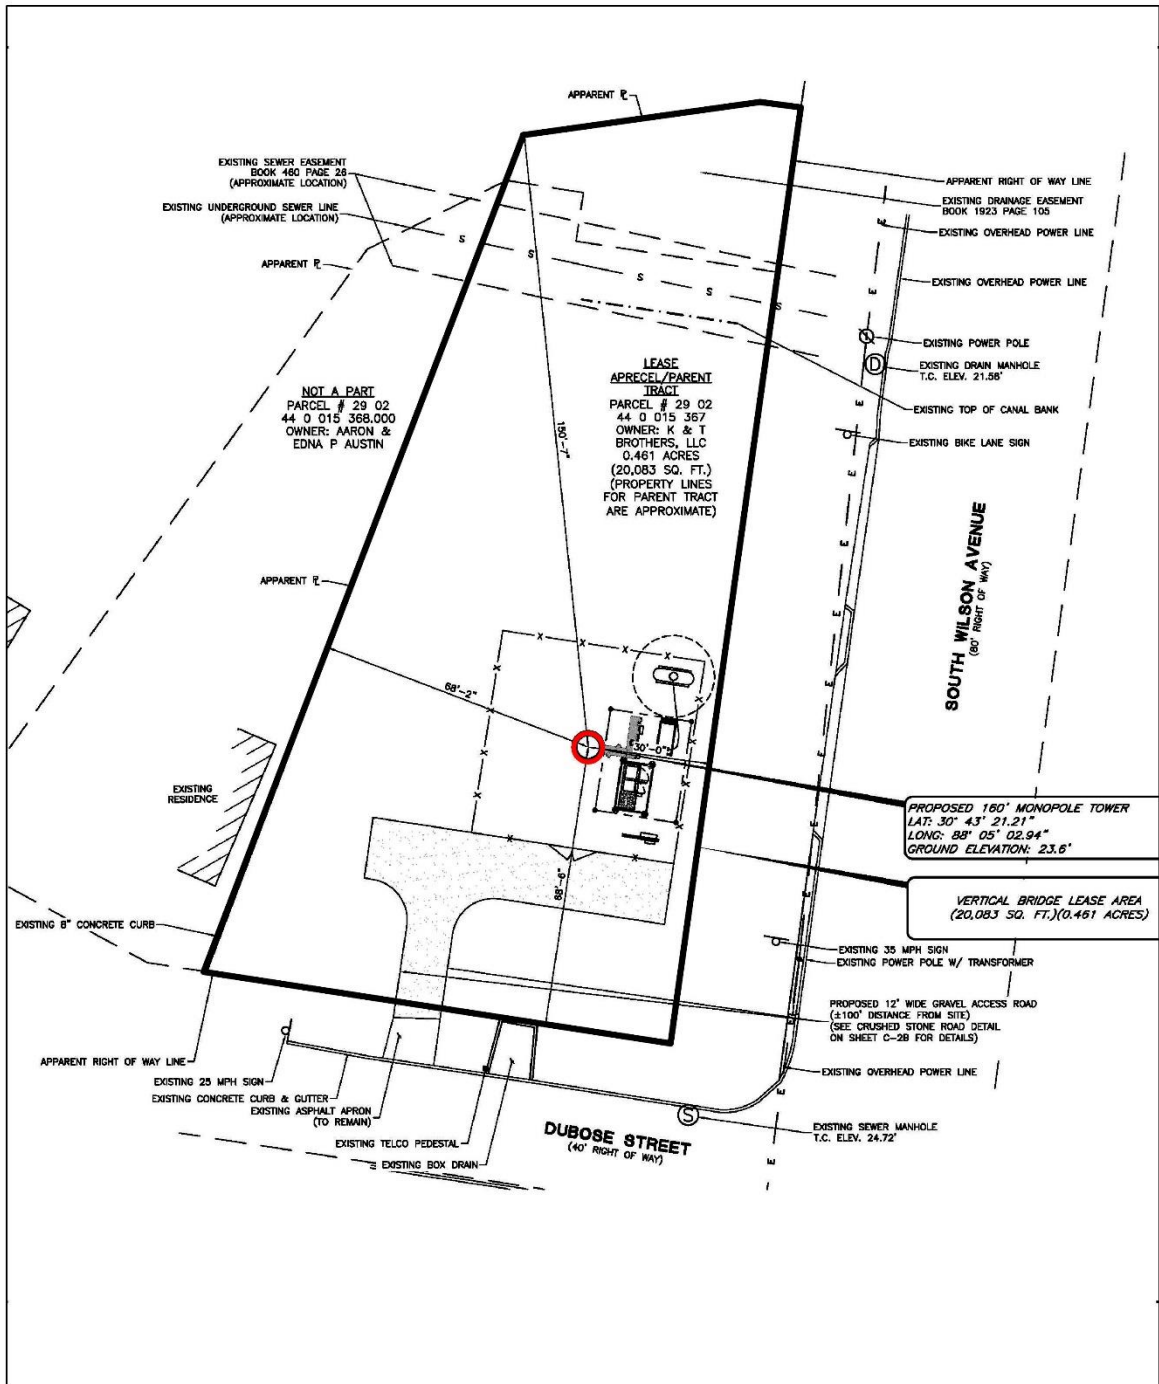 APPARENT ⅊
EXISTING SEWER EASEMENT
BOOK 460 PAGE 26
(APPROXIMATE LOCATION)
EXISTING UNDERGROUND SEWER LINE
(APPROXIMATE LOCATION)
APPARENT ⅊
APPARENT RIGHT OF WAY LINE
EXISTING DRAINAGE EASEMENT
BOOK 1923 PAGE 105
EXISTING OVERHEAD POWER LINE
EXISTING OVERHEAD POWER LINE
EXISTING POWER POLE
D
EXISTING DRAIN MANHOLE
T.C. ELEV. 21.58'
EXISTING TOP OF CANAL BANK
EXISTING BIKE LANE SIGN
NOT A PART
PARCEL # 29 02
44 0 015 368.000
OWNER: AARON &
EDNA P AUSTIN
LEASE
APRECEL/PARENT
TRACT
PARCEL # 29 02
44 0 015 367
OWNER: K & T
BROTHERS, LLC
0.461 ACRES
(20,083 SQ. FT.)
(PROPERTY LINES
FOR PARENT TRACT
ARE APPROXIMATE)
150'-7"
SOUTH WILSON AVENUE
(80' RIGHT OF WAY)
APPARENT ⅊
68'-2"
30'-0"
88'-6"
EXISTING
RESIDENCE
PROPOSED 160' MONOPOLE TOWER
LAT: 30° 43' 21.21"
LONG: 88° 05' 02.94"
GROUND ELEVATION: 23.6'
VERTICAL BRIDGE LEASE AREA
(20,083 SQ. FT.)(0.461 ACRES)
EXISTING 8" CONCRETE CURB
EXISTING 35 MPH SIGN
EXISTING POWER POLE W/ TRANSFORMER
PROPOSED 12' WIDE GRAVEL ACCESS ROAD
(±100' DISTANCE FROM SITE)
(SEE CRUSHED STONE ROAD DETAIL
ON SHEET C-2B FOR DETAILS)
EXISTING OVERHEAD POWER LINE
APPARENT RIGHT OF WAY LINE
EXISTING 25 MPH SIGN
EXISTING CONCRETE CURB & GUTTER
EXISTING ASPHALT APRON
(TO REMAIN)
EXISTING TELCO PEDESTAL
EXISTING BOX DRAIN
DUBOSE STREET
(40' RIGHT OF WAY)
S
EXISTING SEWER MANHOLE
T.C. ELEV. 24.72'